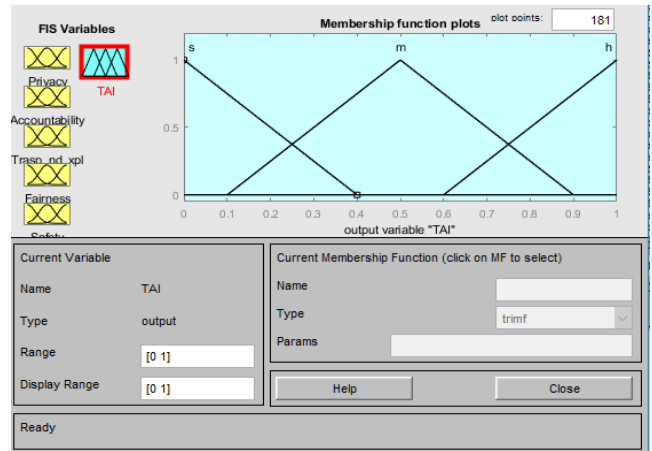 FIS Variables
Membership function plots
plot points:
181
Privacy
TAI
Accountability
Trasp_nd_xpl
Fairness
Safety
s
m
h
1
0.5
0
0 0.1 0.2 0.3 0.4 0.5 0.6 0.7 0.8 0.9 1
output variable "TAI"
Current Variable
Name TAI
Type output
Range [0 1]
Display Range [0 1]
Current Membership Function (click on MF to select)
Name
Type trimf
Params
Help
Close
Ready